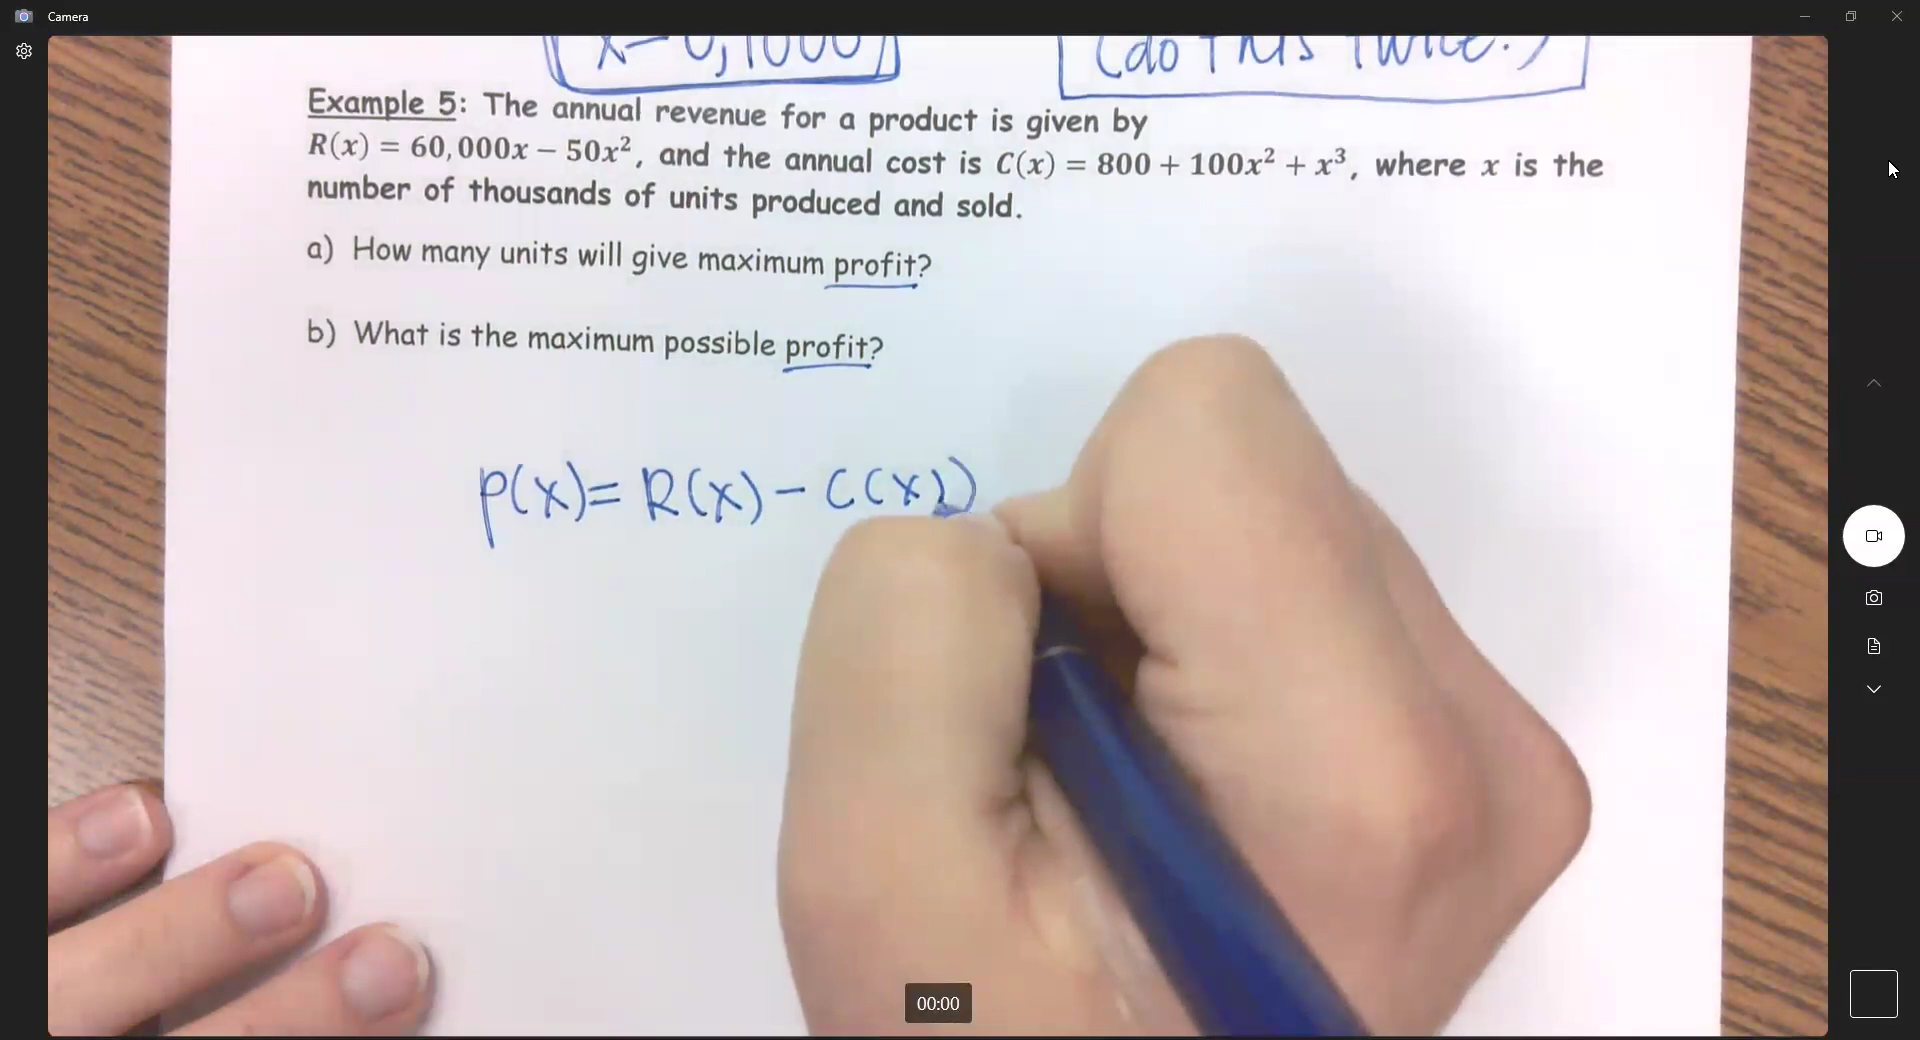 Camera
x=0,1000
(do this twice.)
Example 5: The annual revenue for a product is given by
R(x) = 60,000x − 50x², and the annual cost is C(x) = 800 + 100x² + x³, where x is the
number of thousands of units produced and sold.
a) How many units will give maximum profit?
b) What is the maximum possible profit?
P(x)= R(x) − C(x)
00:00